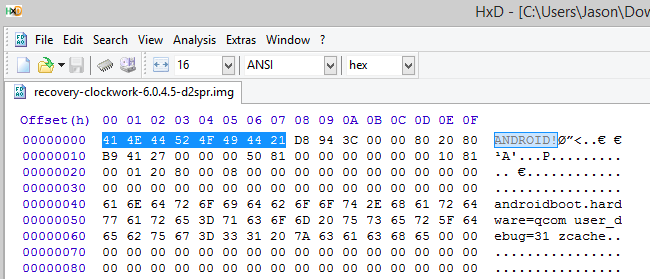 HxD - [C:\Users\Jason\Dow
File Edit Search View Analysis Extras Window ?
16 ANSI hex
recovery-clockwork-6.0.4.5-d2spr.img
Offset(h) 00 01 02 03 04 05 06 07 08 09 0A 0B 0C 0D 0E 0F
00000000 41 4E 44 52 4F 49 44 21 D8 94 3C 00 00 80 20 80 ANDROID!Ø”<..€ €
00000010 B9 41 27 00 00 00 50 81 00 00 00 00 00 00 10 81 ¹A'...P.........
00000020 00 01 20 80 00 08 00 00 00 00 00 00 00 00 00 00 .. €............
00000030 00 00 00 00 00 00 00 00 00 00 00 00 00 00 00 00 ................
00000040 61 6E 64 72 6F 69 64 62 6F 6F 74 2E 68 61 72 64 androidboot.hard
00000050 77 61 72 65 3D 71 63 6F 6D 20 75 73 65 72 5F 64 ware=qcom user_d
00000060 65 62 75 67 3D 33 31 20 7A 63 61 63 68 65 00 00 ebug=31 zcache..
00000070 00 00 00 00 00 00 00 00 00 00 00 00 00 00 00 00 ................
00000080 00 00 00 00 00 00 00 00 00 00 00 00 00 00 00 00 ................